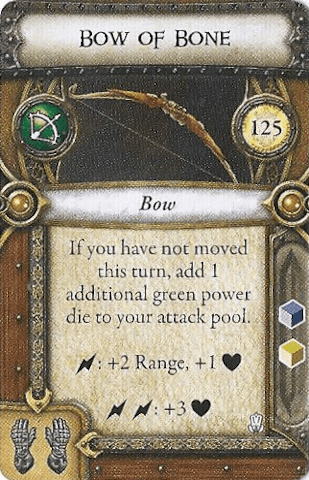 Bow of Bone
125
Bow
If you have not moved
this turn, add 1
additional green power
die to your attack pool.
: +2 Range, +1
: +3